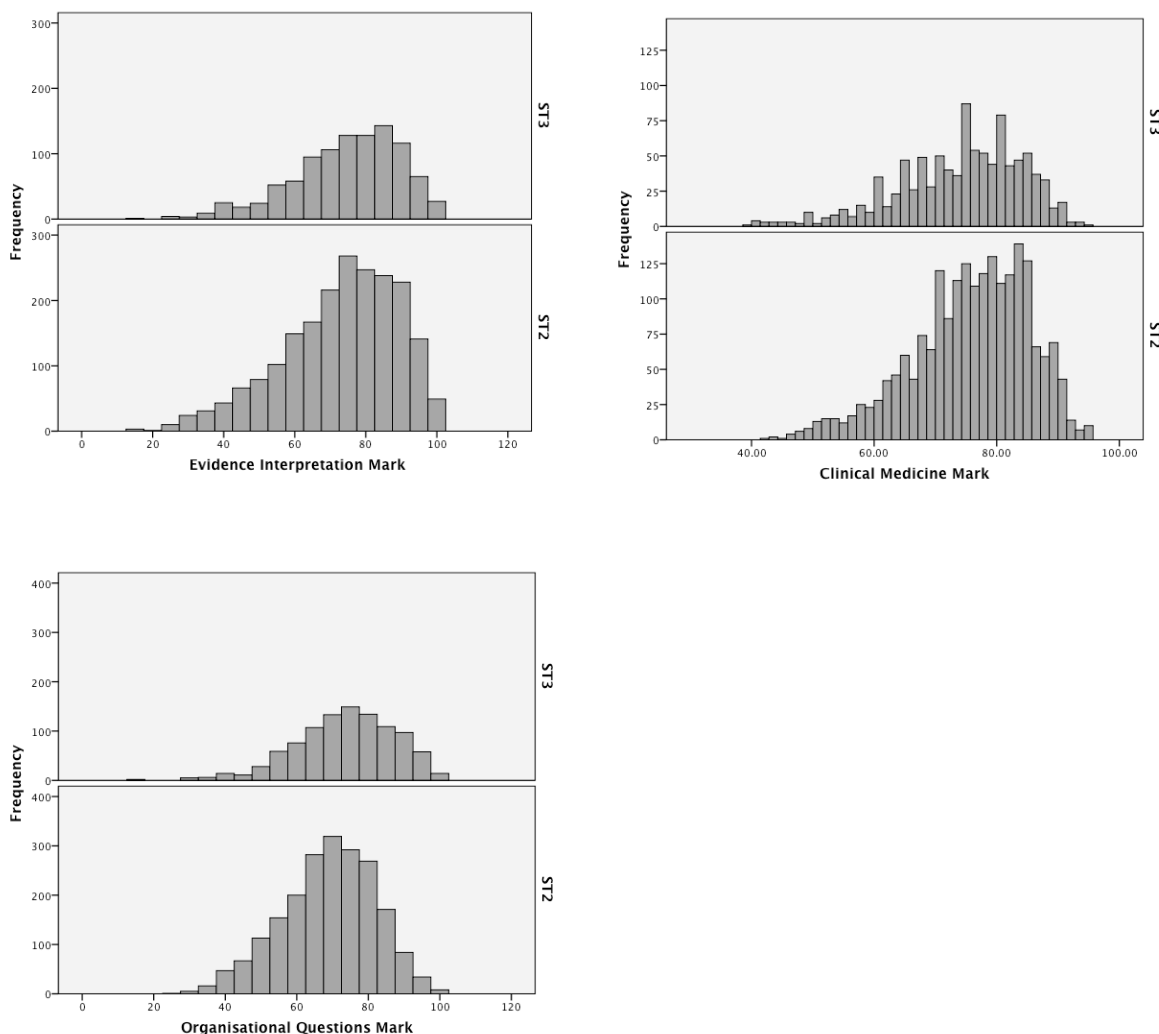 300
200
100
0
ST3
Frequency
300
200
100
0
ST2
0 20 40 60 80 100 120
Evidence Interpretation Mark
125
100
75
50
25
0
ST3
Frequency
125
100
75
50
25
0
ST2
40.00 60.00 80.00 100.00
Clinical Medicine Mark
400
300
200
100
0
ST3
Frequency
400
300
200
100
0
ST2
0 20 40 60 80 100 120
Organisational Questions Mark